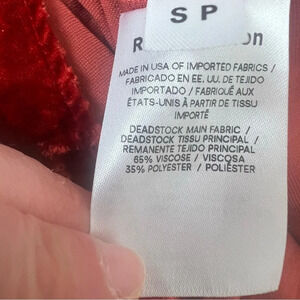 S P
MADE IN USA OF IMPORTED FABRICS /
FABRICADO EN EE. UU. DE TEJIDO
IMPORTADO / FABRIQUÉ AUX
ÉTATS-UNIS À PARTIR DE TISSU
IMPORTÉ
DEADSTOCK MAIN FABRIC /
DEADSTOCK TISSU PRINCIPAL /
REMANENTE TEJIDO PRINCIPAL
65% VISCOSE / VISCOSA
35% POLYESTER / POLIÉSTER